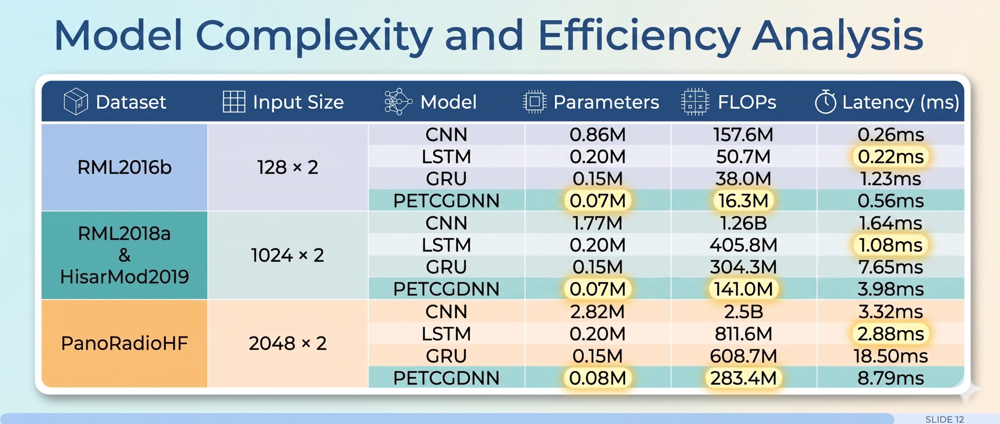 Model Complexity and Efficiency Analysis
Dataset Input Size Model Parameters FLOPs Latency (ms)
RML2016b 128 × 2
CNN 0.86M 157.6M 0.26ms
LSTM 0.20M 50.7M 0.22ms
GRU 0.15M 38.0M 1.23ms
PETCGDNN 0.07M 16.3M 0.56ms
RML2018a
&
HisarMod2019
1024 × 2
CNN 1.77M 1.26B 1.64ms
LSTM 0.20M 405.8M 1.08ms
GRU 0.15M 304.3M 7.65ms
PETCGDNN 0.07M 141.0M 3.98ms
PanoRadioHF 2048 × 2
CNN 2.82M 2.5B 3.32ms
LSTM 0.20M 811.6M 2.88ms
GRU 0.15M 608.7M 18.50ms
PETCGDNN 0.08M 283.4M 8.79ms
SLIDE 12